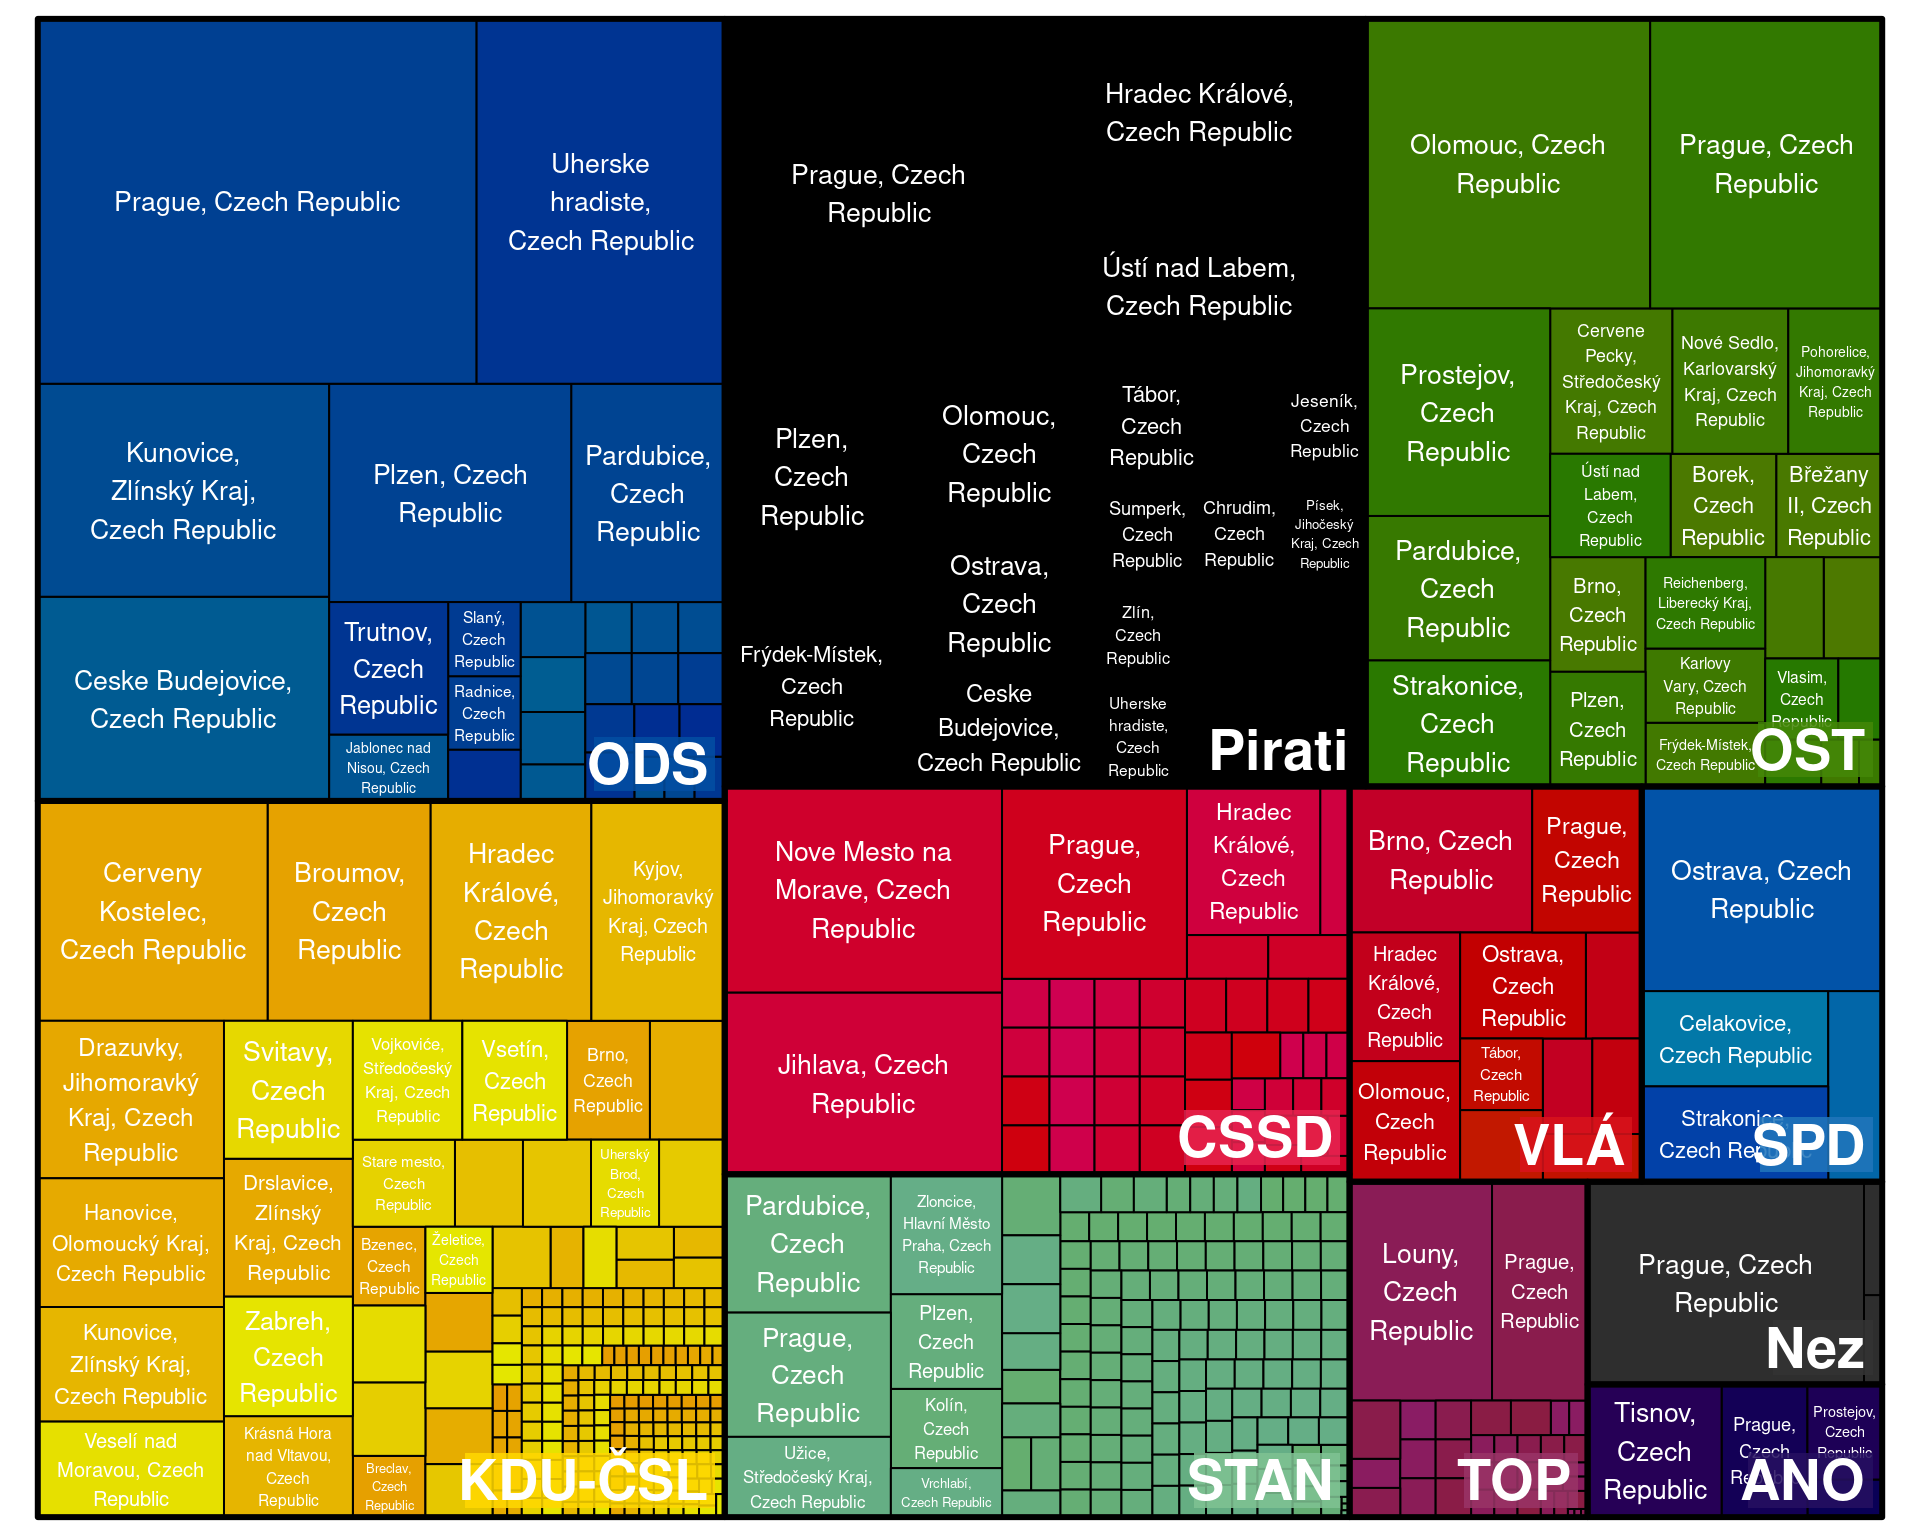 Prague, Czech Republic
Uherske
hradiste,
Czech Republic
Kunovice,
Zlínský Kraj,
Czech Republic
Plzen, Czech
Republic
Pardubice,
Czech
Republic
Ceske Budejovice,
Czech Republic
Trutnov,
Czech
Republic
Slaný,
Czech
Republic
Radnice,
Czech
Republic
Jablonec nad
Nisou, Czech
Republic
ODS
Prague, Czech
Republic
Hradec Králové,
Czech Republic
Ústí nad Labem,
Czech Republic
Plzen,
Czech
Republic
Olomouc,
Czech
Republic
Tábor,
Czech
Republic
Jeseník,
Czech
Republic
Sumperk,
Czech
Republic
Chrudim,
Czech
Republic
Písek,
Jihočeský
Kraj, Czech
Republic
Ostrava,
Czech
Republic
Zlín,
Czech
Republic
Frýdek-Místek,
Czech
Republic
Ceske
Budejovice,
Czech Republic
Uherske
hradiste,
Czech
Republic
Pirati
Olomouc, Czech
Republic
Prague, Czech
Republic
Prostejov,
Czech
Republic
Cervene
Pecky,
Středočeský
Kraj, Czech
Republic
Nové Sedlo,
Karlovarský
Kraj, Czech
Republic
Pohorelice,
Jihomoravký
Kraj, Czech
Republic
Ústí nad
Labem,
Czech
Republic
Borek,
Czech
Republic
Břežany
II, Czech
Republic
Pardubice,
Czech
Republic
Brno,
Czech
Republic
Reichenberg,
Liberecký Kraj,
Czech Republic
Karlovy
Vary, Czech
Republic
Vlasim,
Czech
Republic
Strakonice,
Czech
Republic
Plzen,
Czech
Republic
Frýdek-Místek,
Czech Republic
OST
Cerveny
Kostelec,
Czech Republic
Broumov,
Czech
Republic
Hradec
Králové,
Czech
Republic
Kyjov,
Jihomoravký
Kraj, Czech
Republic
Drazuvky,
Jihomoravký
Kraj, Czech
Republic
Svitavy,
Czech
Republic
Vojkoviće,
Středočeský
Kraj, Czech
Republic
Vsetín,
Czech
Republic
Brno,
Czech
Republic
Stare mesto,
Czech
Republic
Uherský
Brod,
Czech
Republic
Hanovice,
Olomoucký Kraj,
Czech Republic
Drslavice,
Zlínský
Kraj, Czech
Republic
Bzenec,
Czech
Republic
Želetice,
Czech
Republic
Kunovice,
Zlínský Kraj,
Czech Republic
Zabreh,
Czech
Republic
Veselí nad
Moravou, Czech
Republic
Krásná Hora
nad Vltavou,
Czech
Republic
Breclav,
Czech
Republic
KDU-ČSL
Nove Mesto na
Morave, Czech
Republic
Prague,
Czech
Republic
Hradec
Králové,
Czech
Republic
Jihlava, Czech
Republic
CSSD
Brno, Czech
Republic
Prague,
Czech
Republic
Hradec
Králové,
Czech
Republic
Ostrava,
Czech
Republic
Olomouc,
Czech
Republic
Tábor,
Czech
Republic
VLÁ
Ostrava, Czech
Republic
Celakovice,
Czech Republic
Strakonice,
Czech Republic
SPD
Pardubice,
Czech
Republic
Zloncice,
Hlavní Město
Praha, Czech
Republic
Prague,
Czech
Republic
Plzen,
Czech
Republic
Kolín,
Czech
Republic
Užice,
Středočeský Kraj,
Czech Republic
Vrchlabí,
Czech Republic
STAN
Louny,
Czech
Republic
Prague,
Czech
Republic
TOP
Prague, Czech
Republic
Nez
Tisnov,
Czech
Republic
Prague,
Czech
Republic
Prostejov,
Czech
Republic
ANO